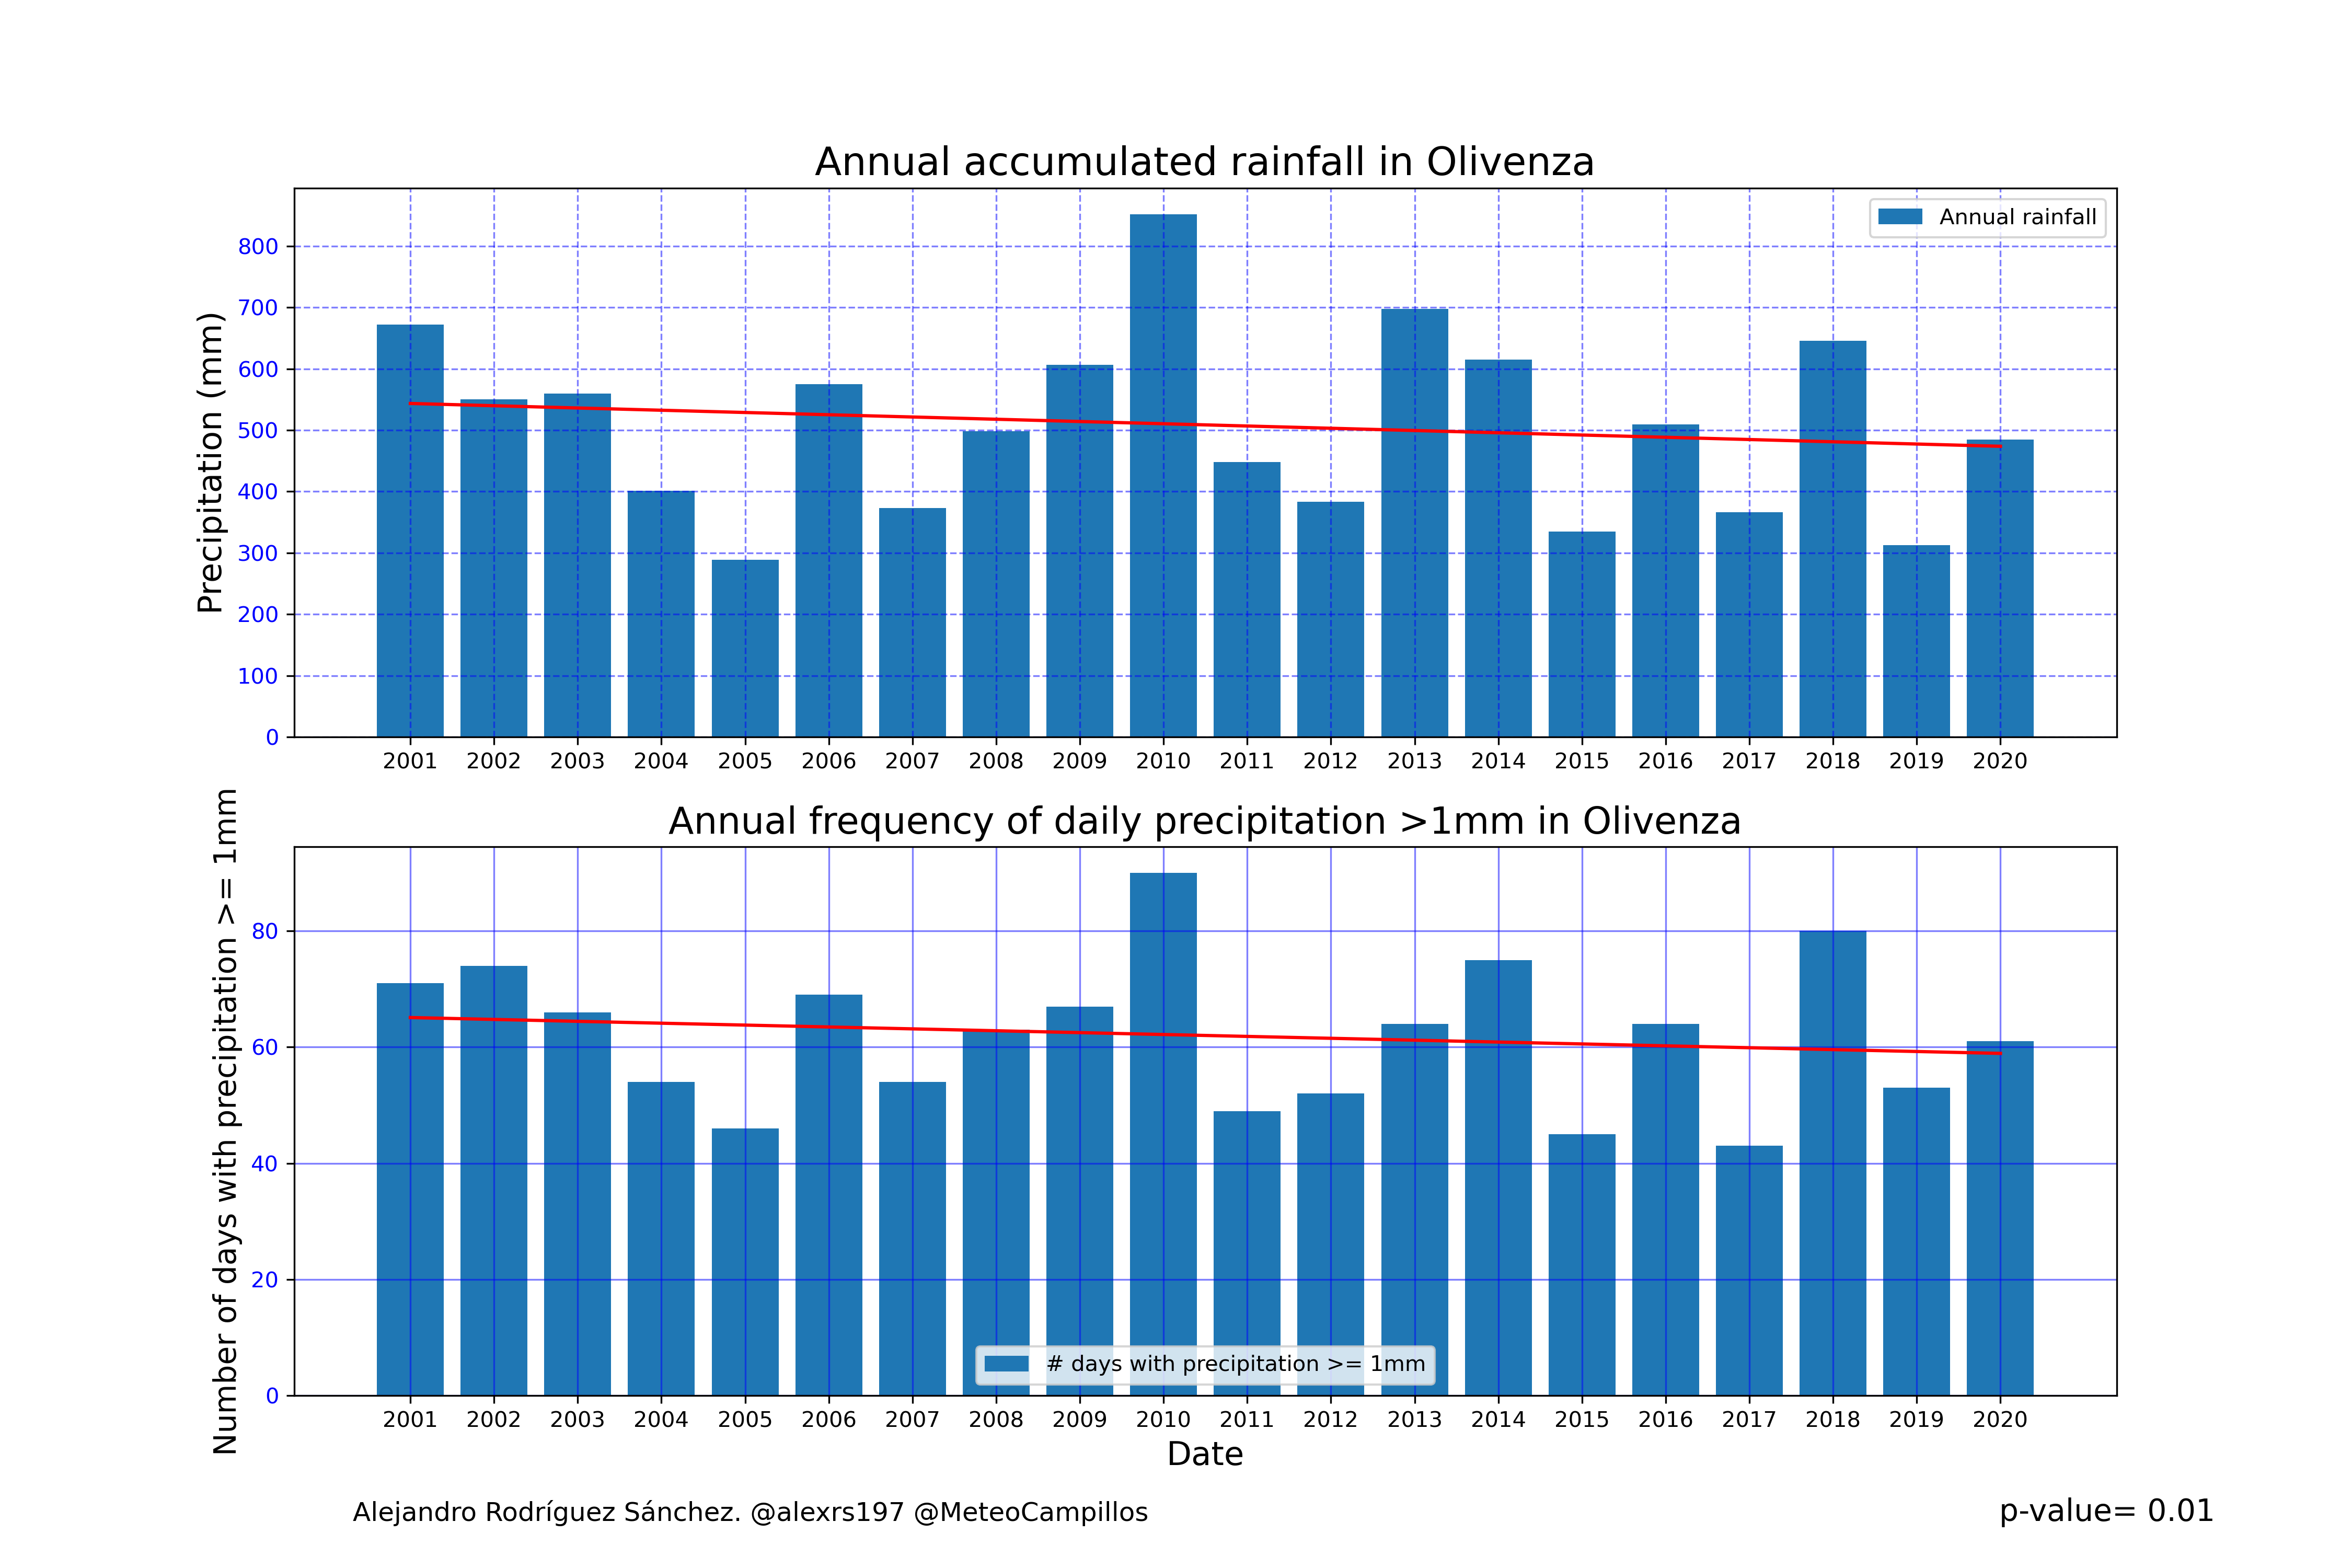 Annual accumulated rainfall in Olivenza
Precipitation (mm)
800
700
600
500
400
300
200
100
0
Annual rainfall
2001 2002 2003 2004 2005 2006 2007 2008 2009 2010 2011 2012 2013 2014 2015 2016 2017 2018 2019 2020
Annual frequency of daily precipitation >1mm in Olivenza
Number of days with precipitation >= 1mm
80
60
40
20
0
# days with precipitation >= 1mm
2001 2002 2003 2004 2005 2006 2007 2008 2009 2010 2011 2012 2013 2014 2015 2016 2017 2018 2019 2020
Date
Alejandro Rodríguez Sánchez. @alexrs197 @MeteoCampillos
p-value= 0.01